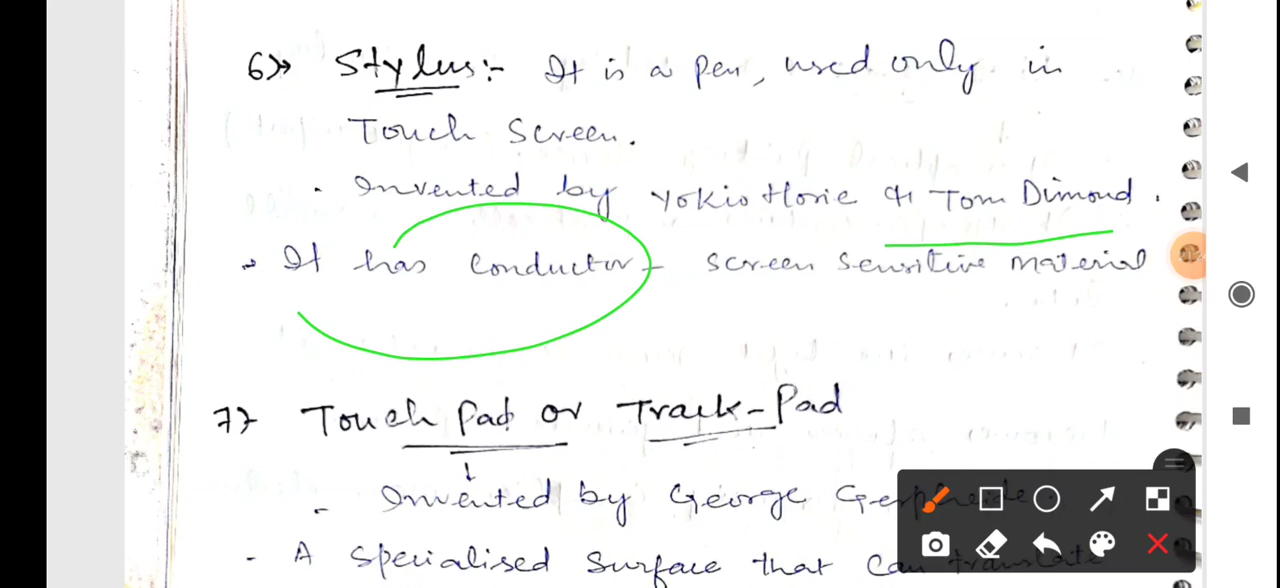 6>> Stylus:- It is a pen, used only in
Touch Screen.
. Invented by Yokio Horie & Tom Dimond.
. It has conductor - screen sensitive material
7> Touch Pad or Track-Pad
- Invented by George
- A specialised surface that can translate